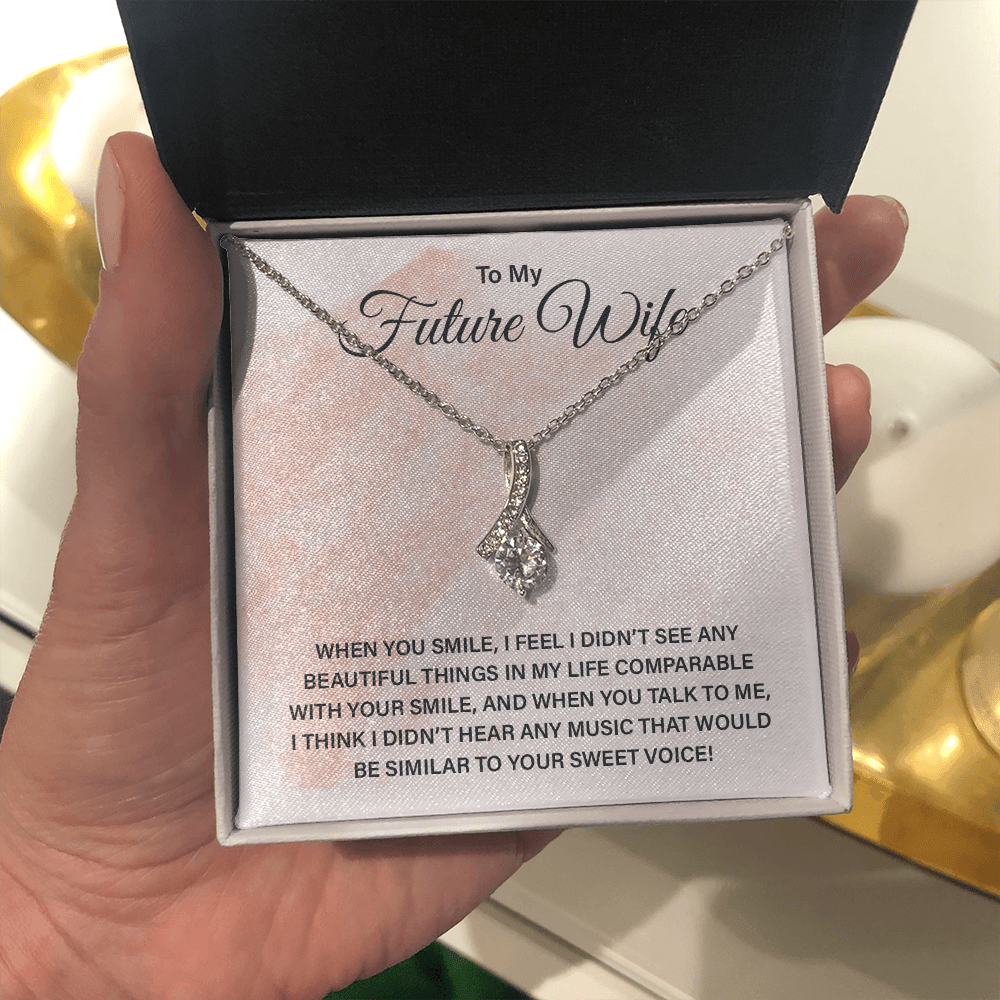 To My
Future Wife
WHEN YOU SMILE, I FEEL I DIDN'T SEE ANY
BEAUTIFUL THINGS IN MY LIFE COMPARABLE
WITH YOUR SMILE, AND WHEN YOU TALK TO ME,
I THINK I DIDN'T HEAR ANY MUSIC THAT WOULD
BE SIMILAR TO YOUR SWEET VOICE!